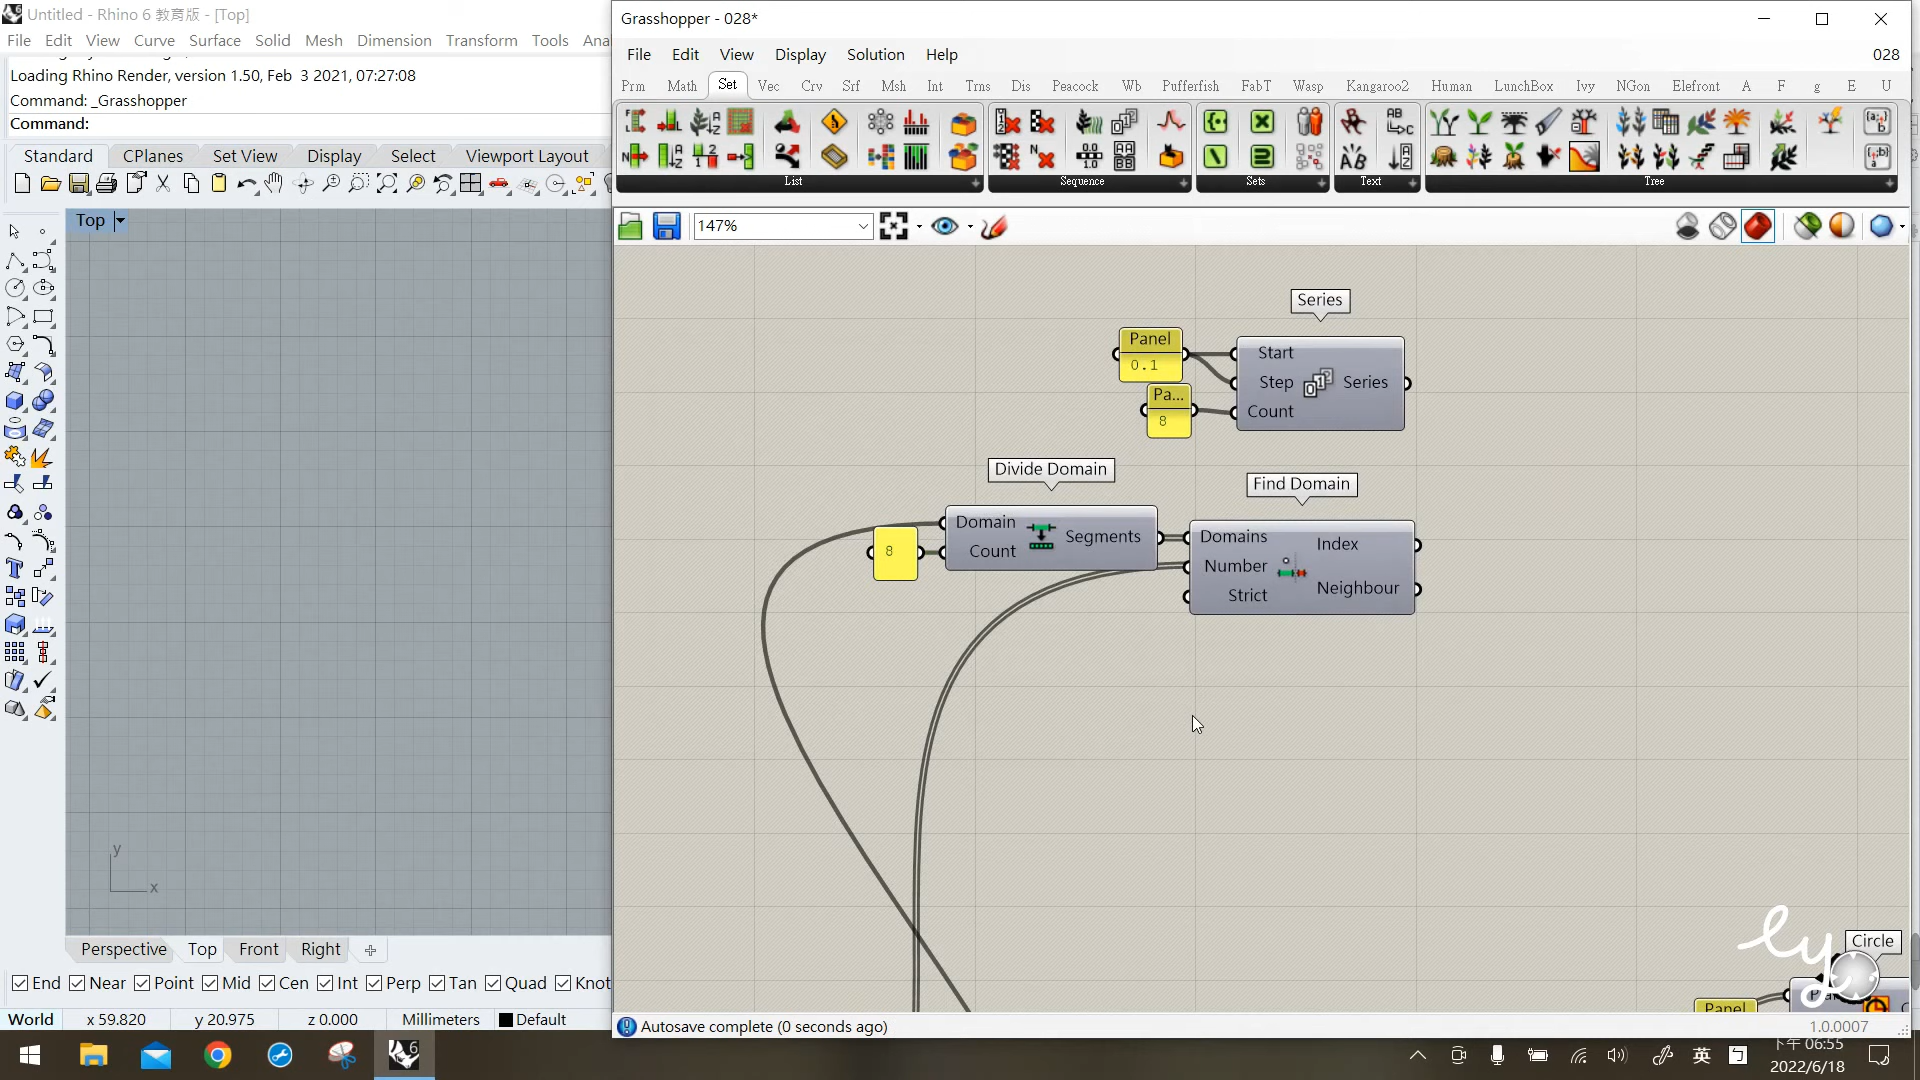 Untitled - Rhino 6 教育版 - [Top]
File Edit View Curve Surface Solid Mesh Dimension Transform Tools Ana
Loading Rhino Render, version 1.50, Feb 3 2021, 07:27:08
Command: _Grasshopper
Command:
Standard CPlanes Set View Display Select Viewport Layout
Top
y
x
Perspective Top Front Right
End Near Point Mid Cen Int Perp Tan Quad Knot
World x 59.820 y 20.975 z 0.000 Millimeters Default
Grasshopper - 028*
File Edit View Display Solution Help 028
Prm Math Set Vec Crv Srf Msh Int Trns Dis Peacock Wb Pufferfish FabT Wasp Kangaroo2 Human LunchBox Ivy NGon Elefront A F g E U
List Sequence Sets Text Tree
147%
Series
Panel
0.1
Start
Step
Count
Series
Pa...
8
Divide Domain
Domain
Count
Segments
8
Find Domain
Domains
Number
Strict
Index
Neighbour
Circle
Panel
ly
Autosave complete (0 seconds ago)
1.0.0007
英
下午 06:55
2022/6/18